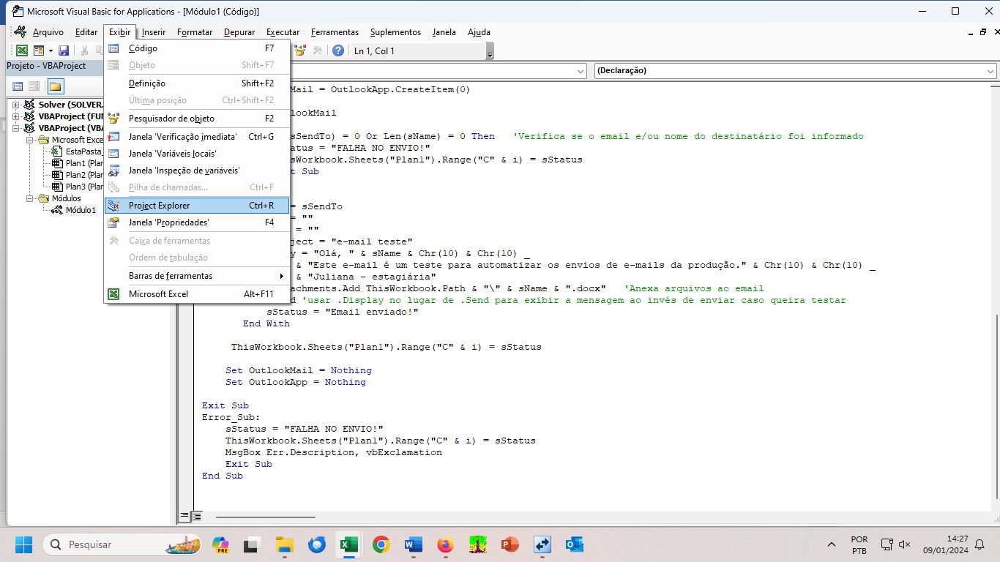 Microsoft Visual Basic for Applications - [Módulo1 (Código)]
Arquivo Editar Exibir Inserir Formatar Depurar Executar Ferramentas Suplementos Janela Ajuda
Ln 1, Col 1
Projeto - VBAProject
Solver (SOLVER.
VBAProject (FUN
VBAProject (VBA
Microsoft Exce
EstaPasta_
Plan1 (Plan
Plan2 (Plan
Plan3 (Plan
Módulos
Módulo1
Código F7
Objeto Shift+F7
Definição Shift+F2
Última posição Ctrl+Shift+F2
Pesquisador de objeto F2
Janela 'Verificação imediata' Ctrl+G
Janela 'Variáveis locais'
Janela 'Inspeção de variáveis'
Pilha de chamadas... Ctrl+F
Project Explorer Ctrl+R
Janela 'Propriedades' F4
Caixa de ferramentas
Ordem de tabulação
Barras de ferramentas
Microsoft Excel Alt+F11
(Declaração)
Mail = OutlookApp.CreateItem(0)
lookMail
sSendTo) = 0 Or Len(sName) = 0 Then 'Verifica se o email e/ou nome do destinatário foi informado
atus = "FALHA NO ENVIO!"
sWorkbook.Sheets("Plan1").Range("C" & i) = sStatus
t Sub
= sSendTo
= ""
= ""
ject = "e-mail teste"
y = "Olá, " & sName & Chr(10) & Chr(10) _
& "Este e-mail é um teste para automatizar os envios de e-mails da produção." & Chr(10) & Chr(10) _
& "Juliana - estagiária"
tachments.Add ThisWorkbook.Path & "\" & sName & ".docx" 'Anexa arquivos ao email
d 'usar .Display no lugar de .Send para exibir a mensagem ao invés de enviar caso queira testar
sStatus = "Email enviado!"
End With
ThisWorkbook.Sheets("Plan1").Range("C" & i) = sStatus
Set OutlookMail = Nothing
Set OutlookApp = Nothing
Exit Sub
Error_Sub:
sStatus = "FALHA NO ENVIO!"
ThisWorkbook.Sheets("Plan1").Range("C" & i) = sStatus
MsgBox Err.Description, vbExclamation
Exit Sub
End Sub
Pesquisar
PRE
POR
PTB
14:27
09/01/2024